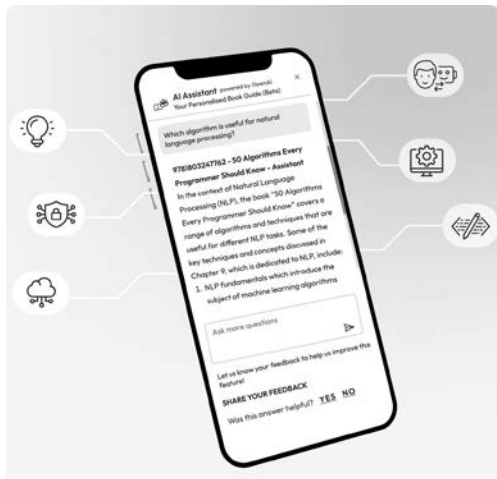 AI Assistant powered by OpenAI
Your Personalised Book Guide (Beta)
Which algorithm is useful for natural
language processing?
9781803247762 - 50 Algorithms Every
Programmer Should Know - Assistant
In the context of Natural Language
Processing (NLP), the book "50 Algorithms
Every Programmer Should Know" covers a
range of algorithms and techniques that are
useful for different NLP tasks. Some of the
key techniques and concepts discussed in
Chapter 9, which is dedicated to NLP, include:
1. NLP fundamentals which introduce the
subject of machine learning algorithms
Ask more questions
Let us know your feedback to help us improve this
feature!
SHARE YOUR FEEDBACK
Was this answer helpful? YES NO